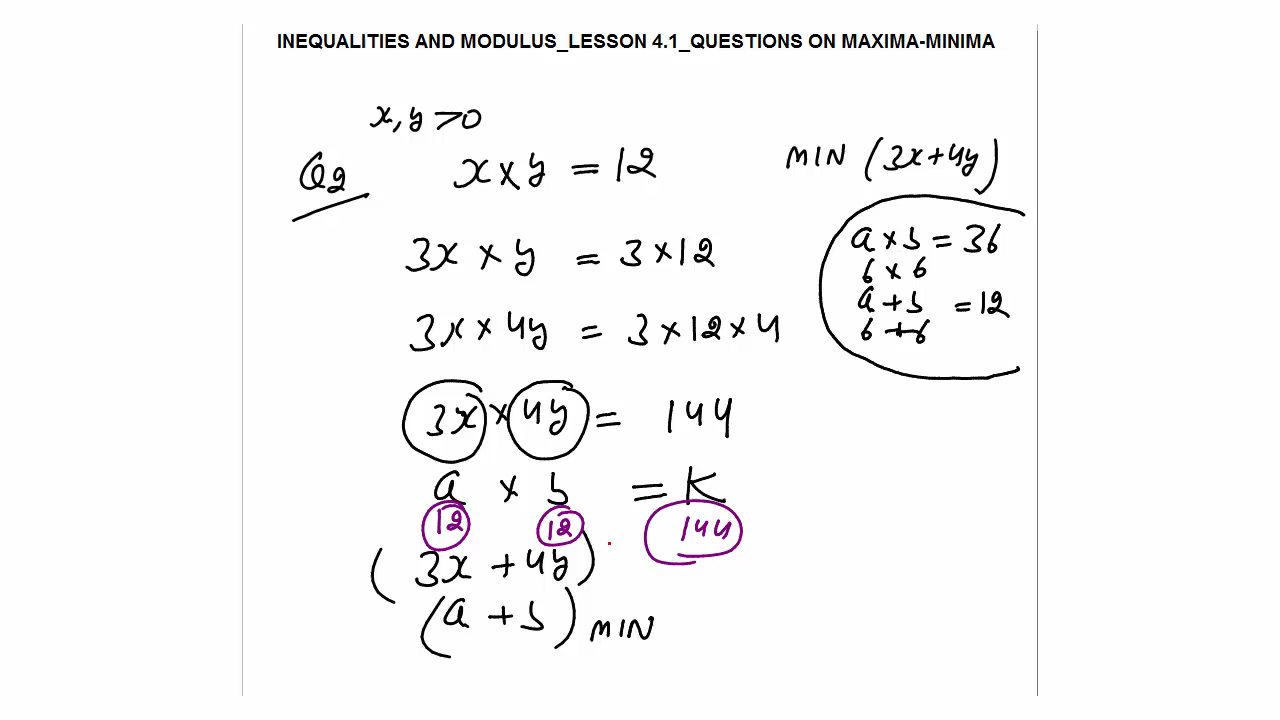 INEQUALITIES AND MODULUS_LESSON 4.1_QUESTIONS ON MAXIMA-MINIMA
x, y > 0
Q2 x × y = 12 MIN (3x + 4y)
3x × y = 3 × 12
3x × 4y = 3 × 12 × 4
a × b = 36
6 × 6
a + b = 12
6 + 6
3x × 4y = 144
a × b = K
12 12 144
(3x + 4y)
(a + b) MIN